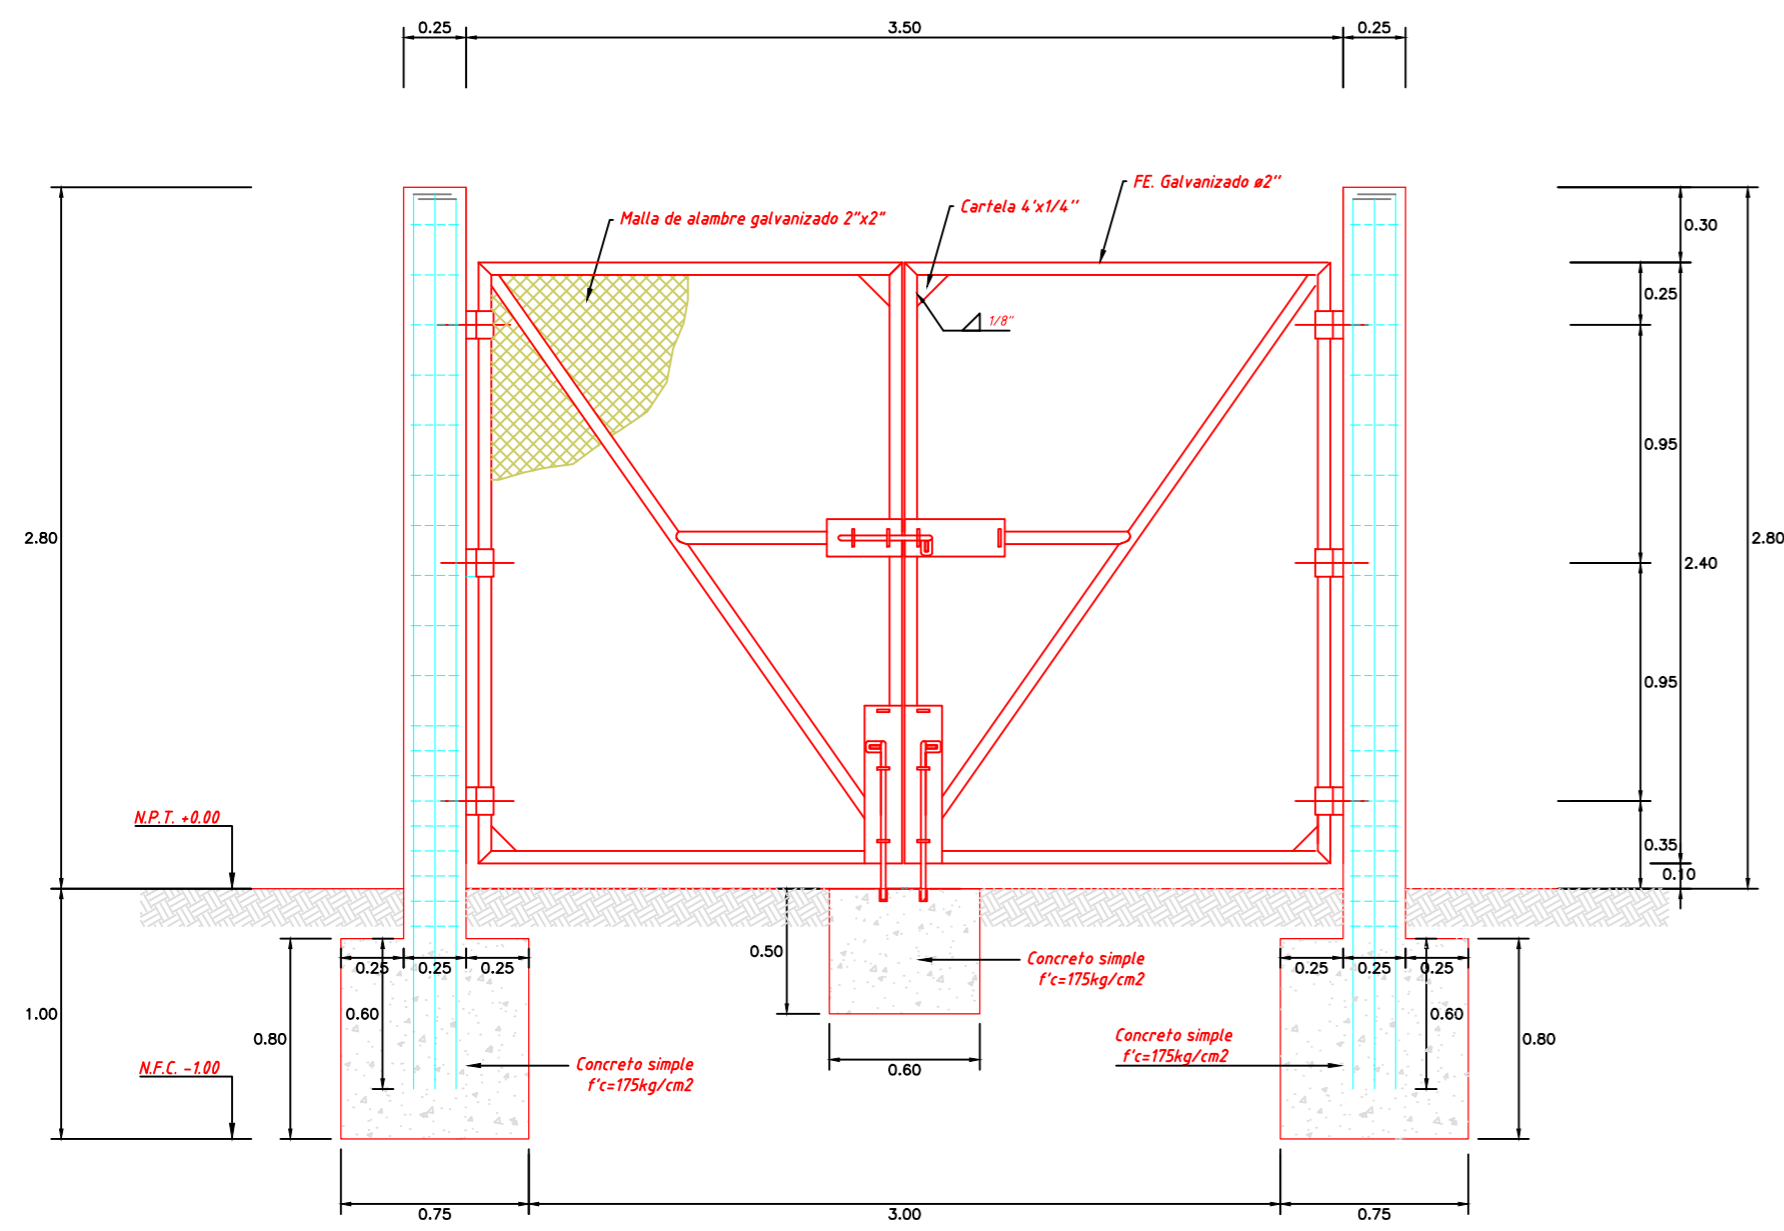 0.25
3.50
0.25
FE. Galvanizado ø2''
Cartela 4'x1/4''
Malla de alambre galvanizado 2"x2"
0.30
0.25
1/8"
0.95
2.80
2.80
2.40
0.95
N.P.T. +0.00
0.35
0.10
0.50
0.25
0.25
0.25
0.25
0.25
0.25
Concreto simple
f'c=175kg/cm2
1.00
0.60
0.80
0.60
0.80
Concreto simple
f'c=175kg/cm2
N.F.C. -1.00
Concreto simple
f'c=175kg/cm2
0.60
0.75
3.00
0.75